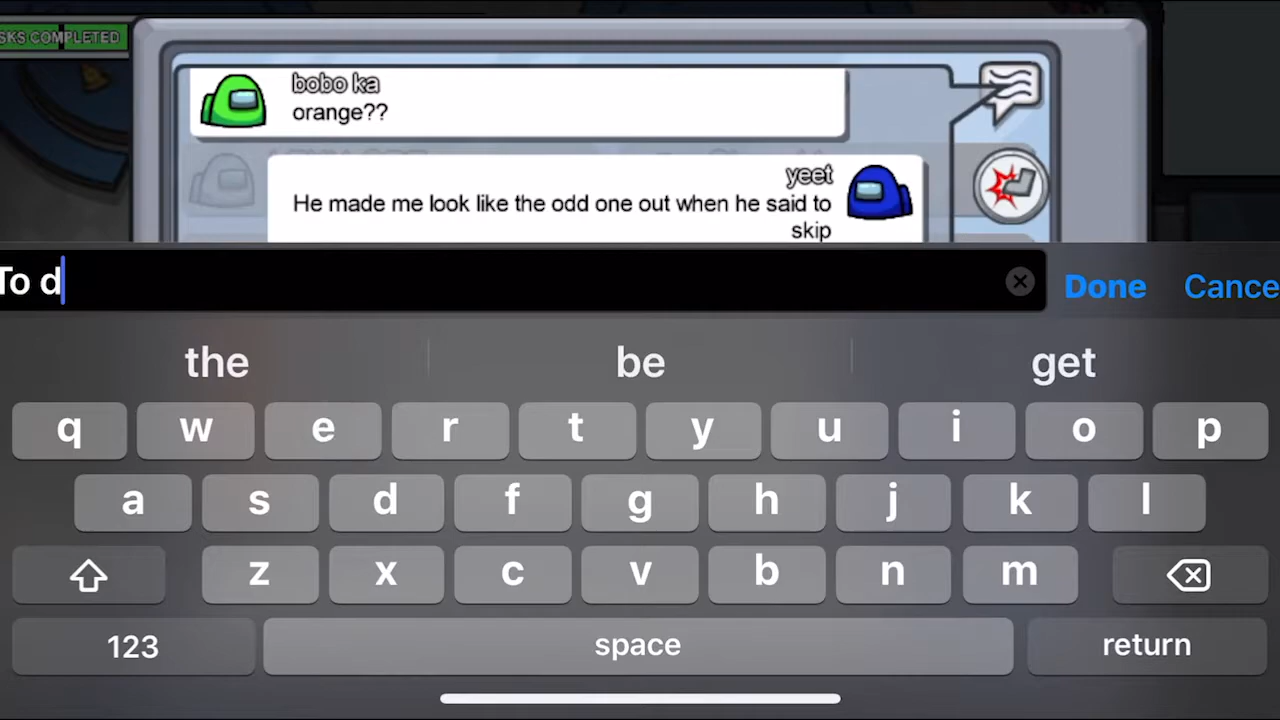 SKS COMPLETED
bobo ka
orange??
yeet
He made me look like the odd one out when he said to
skip
To d
Done Cance
the be get
q w e r t y u i o p
a s d f g h j k l
z x c v b n m
123 space return